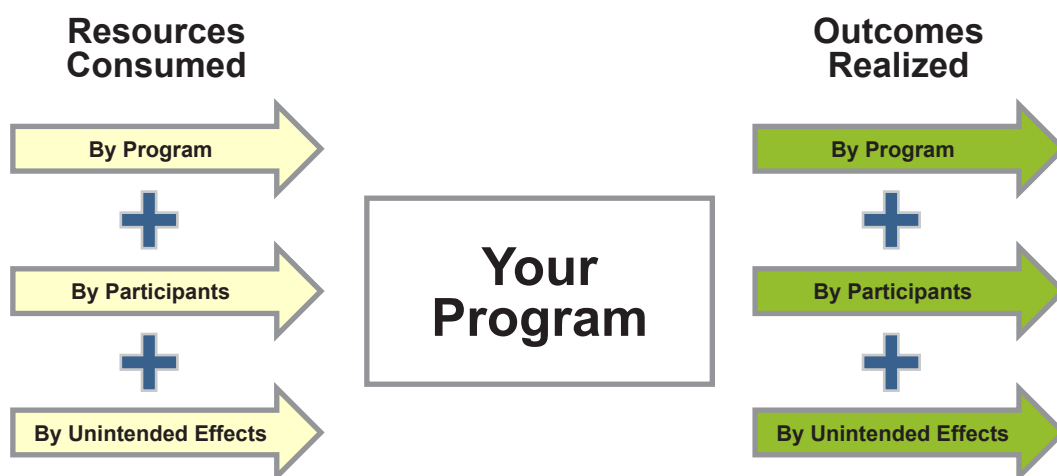 Resources
Consumed
By Program
By Participants
By Unintended Effects
Your
Program
Outcomes
Realized
By Program
By Participants
By Unintended Effects